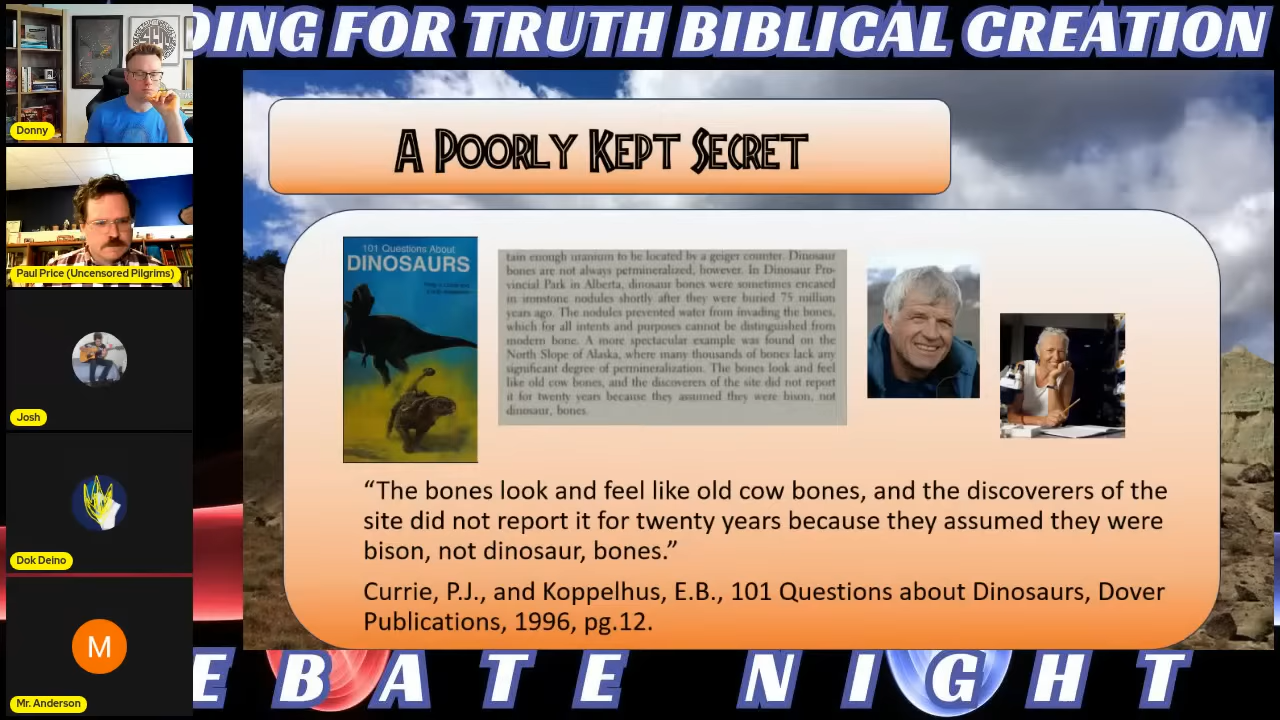 DING FOR TRUTH BIBLICAL CREATION
Donny
Paul Price (Uncensored Pilgrims)
Josh
Dok Deino
M
Mr. Anderson
A POORLY KEPT SECRET
101 Questions About
DINOSAURS
tain enough uranium to be located by a geiger counter. Dinosaur
bones are not always petmineralized, however. In Dinosaur Pro-
vincial Park in Alberta, dinosaur bones were sometimes encased
in ironstone nodules shortly after they were buried 75 million
years ago. The nodules presented water from invading the bones,
which for all intents and purposes cannot be distinguished from
modern bone. A more spectacular example was found on the
North Slope of Alaska, where many thousands of bones lack any
significant degree of permineralization. The bones look and feel
like old cow bones, and the discoverers of the site did not report
it for twenty years because they assumed they were bison, not
dinosaur, bones.
“The bones look and feel like old cow bones, and the discoverers of the
site did not report it for twenty years because they assumed they were
bison, not dinosaur, bones.”
Currie, P.J., and Koppelhus, E.B., 101 Questions about Dinosaurs, Dover
Publications, 1996, pg.12.
EBATE NIGHT